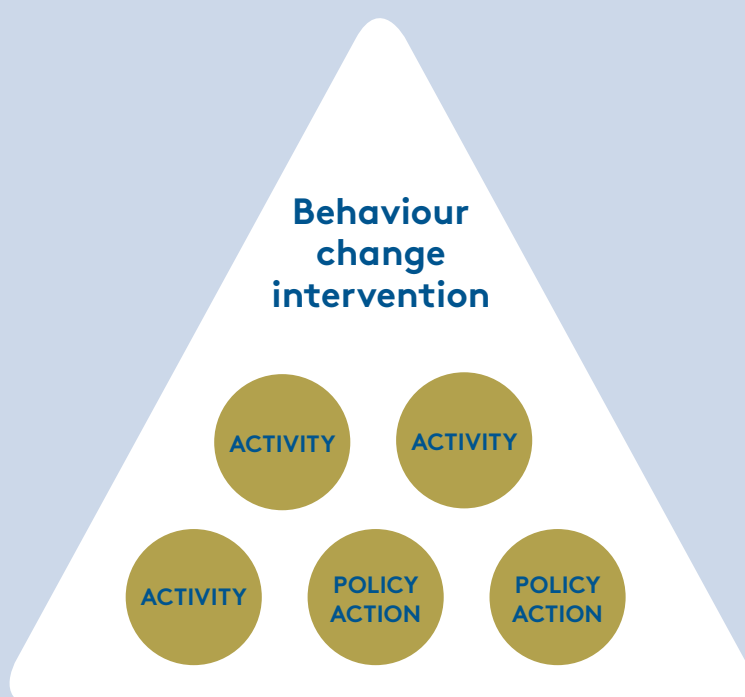 Behaviour
change
intervention
ACTIVITY
ACTIVITY
ACTIVITY
POLICY
ACTION
POLICY
ACTION